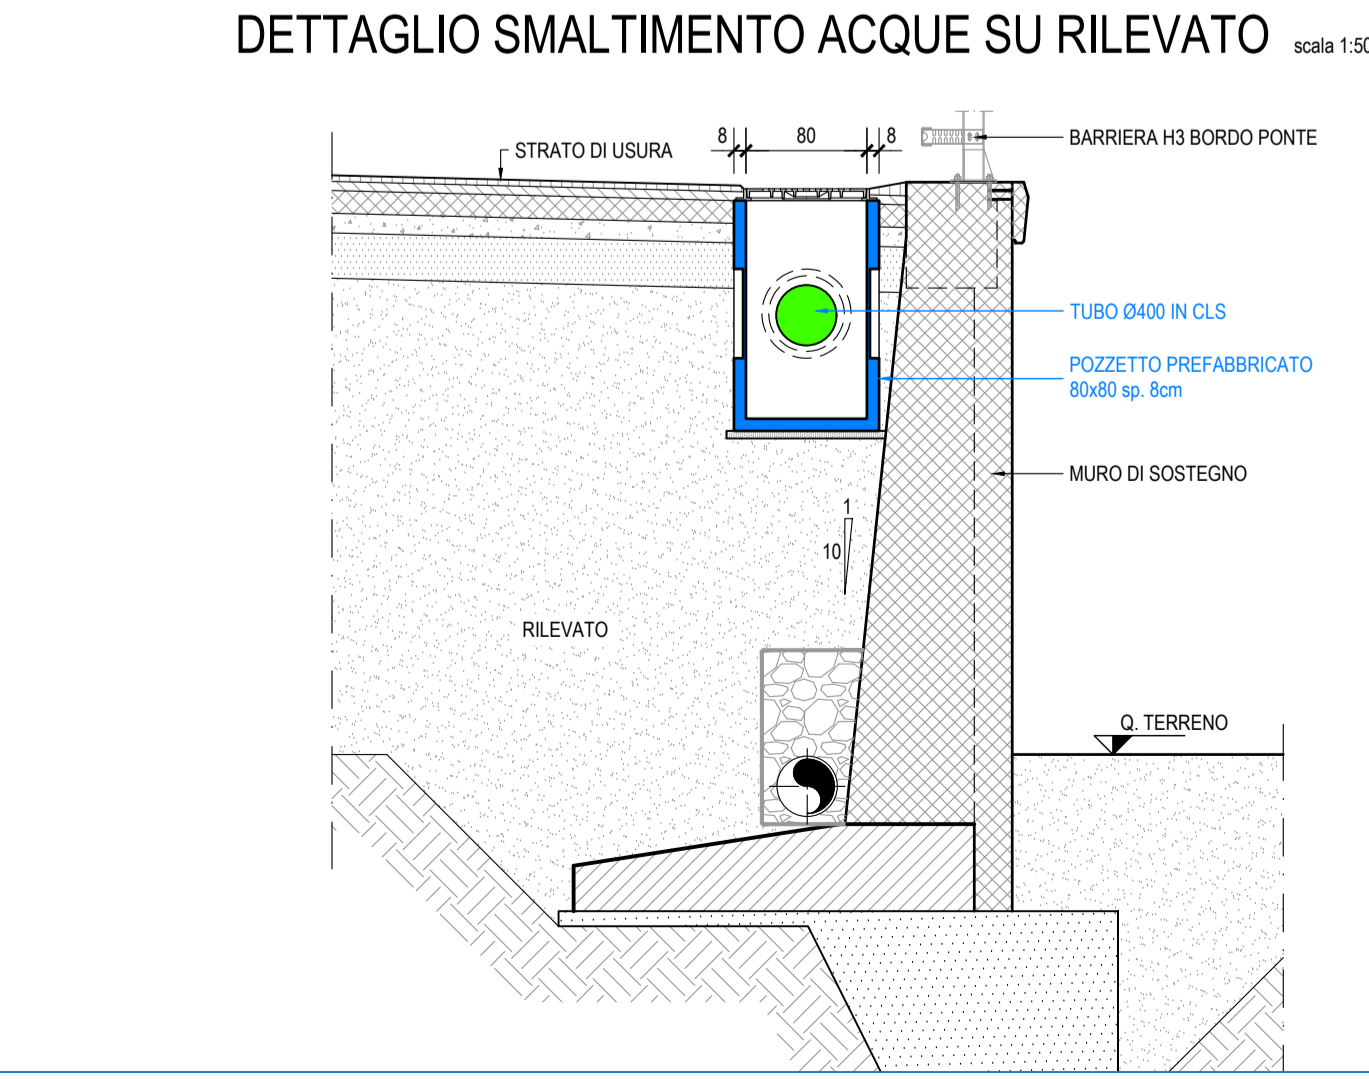 DETTAGLIO SMALTIMENTO ACQUE SU RILEVATO scala 1:50
8 80 8
BARRIERA H3 BORDO PONTE
STRATO DI USURA
TUBO Ø400 IN CLS
POZZETTO PREFABBRICATO
80x80 sp. 8cm
MURO DI SOSTEGNO
1
10
RILEVATO
Q. TERRENO